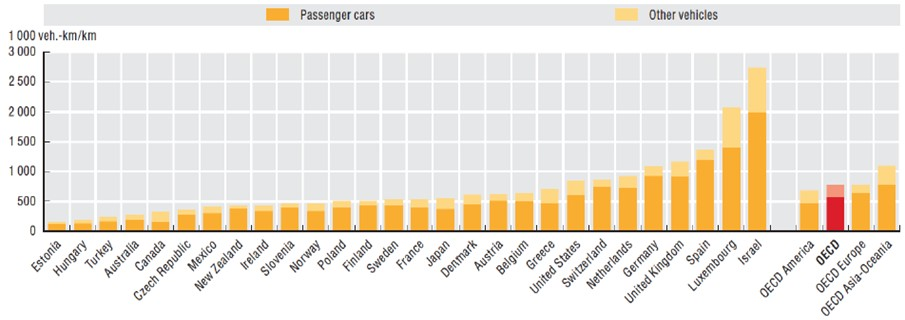 Passenger cars
Other vehicles
1 000 veh.-km/km
3 000
2 500
2 000
1 500
1 000
500
0
Estonia
Hungary
Turkey
Australia
Canada
Czech Republic
Mexico
New Zealand
Ireland
Slovenia
Norway
Poland
Finland
Sweden
France
Japan
Denmark
Austria
Belgium
Greece
United States
Switzerland
Netherlands
Germany
United Kingdom
Spain
Luxembourg
Israel
OECD America
OECD
OECD Europe
OECD Asia-Oceania